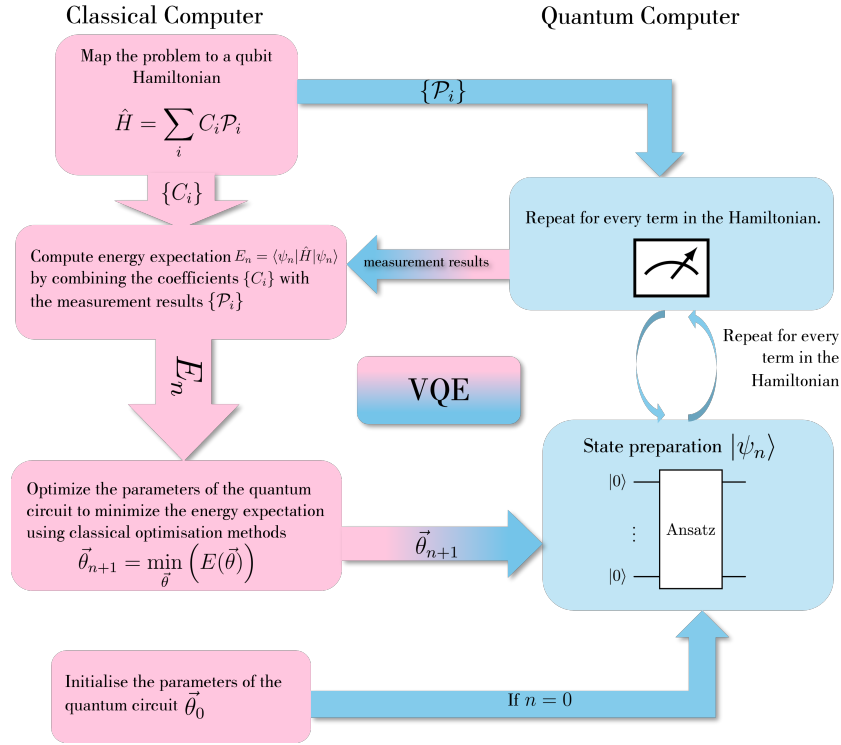 Classical Computer
Quantum Computer
Map the problem to a qubit
Hamiltonian
Ĥ = ∑_i C_i 𝒫_i
{𝒫_i}
{C_i}
Repeat for every term in the Hamiltonian.
Compute energy expectation E_n = ⟨ψ_n|Ĥ|ψ_n⟩
by combining the coefficients {C_i} with
the measurement results {𝒫_i}
measurement results
Repeat for every
term in the
Hamiltonian
E_n
VQE
State preparation |ψ_n⟩
|0⟩
⋮
|0⟩
Ansatz
Optimize the parameters of the quantum
circuit to minimize the energy expectation
using classical optimisation methods
θ⃗_{n+1} = min_{θ⃗} (E(θ⃗))
θ⃗_{n+1}
Initialise the parameters of the
quantum circuit θ⃗_0
If n = 0